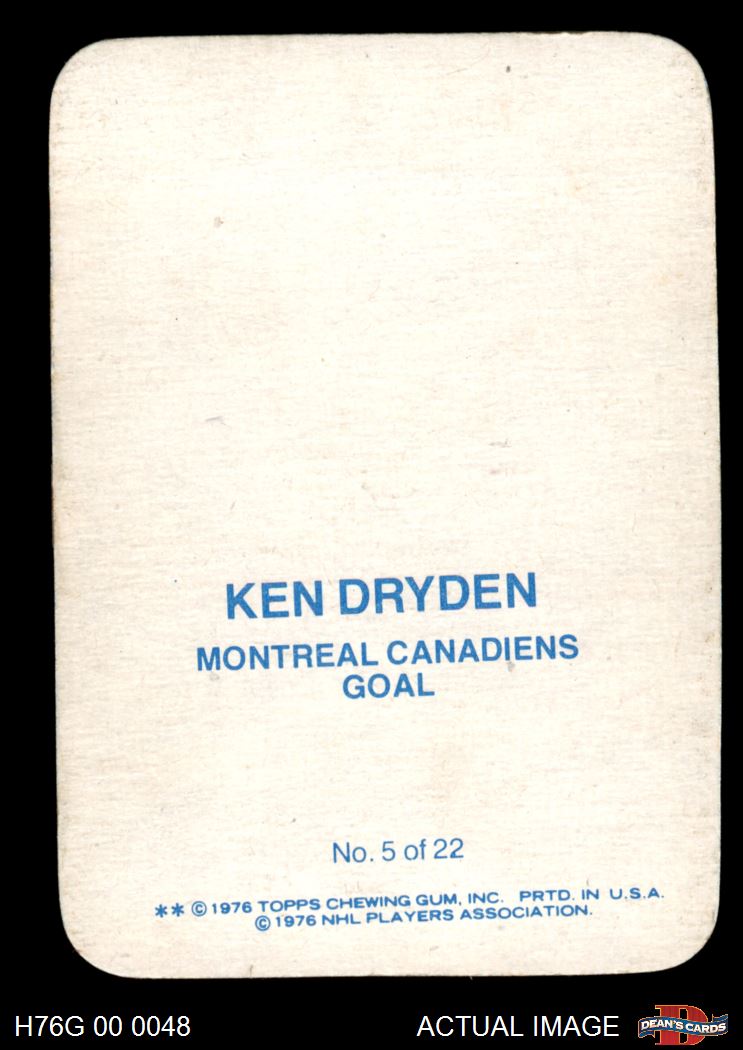 KEN DRYDEN
MONTREAL CANADIENS
GOAL
No. 5 of 22
** © 1976 TOPPS CHEWING GUM, INC. PRTD. IN U.S.A.
© 1976 NHL PLAYERS ASSOCIATION.
H76G 00 0048 ACTUAL IMAGE DEAN'S CARDS